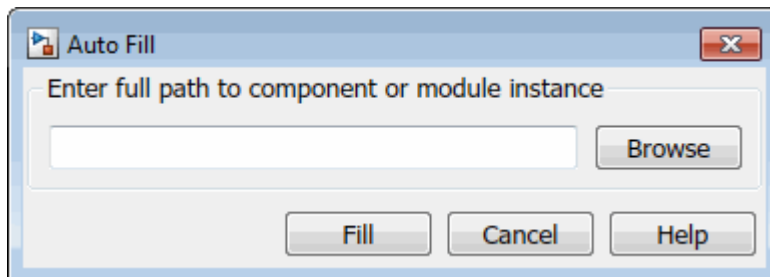 Auto Fill
Enter full path to component or module instance
Browse
Fill Cancel Help